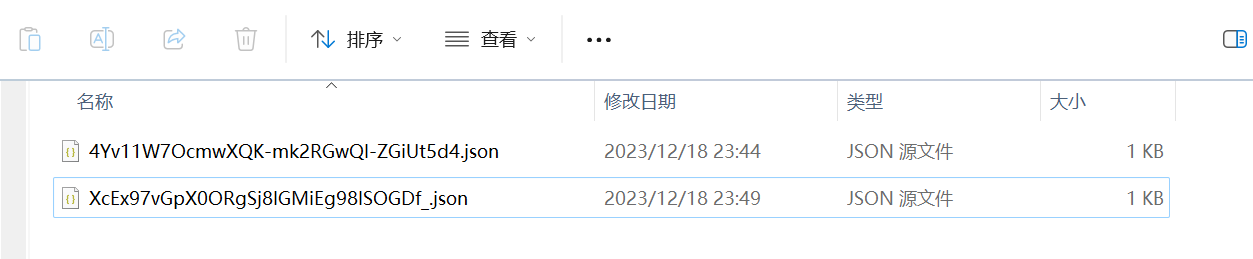 排序 查看
名称 修改日期 类型 大小
4Yv11W7OcmwXQK-mk2RGwQI-ZGiUt5d4.json 2023/12/18 23:44 JSON 源文件 1 KB
XcEx97vGpX0ORgSj8IGMiEg98ISOGDf_.json 2023/12/18 23:49 JSON 源文件 1 KB